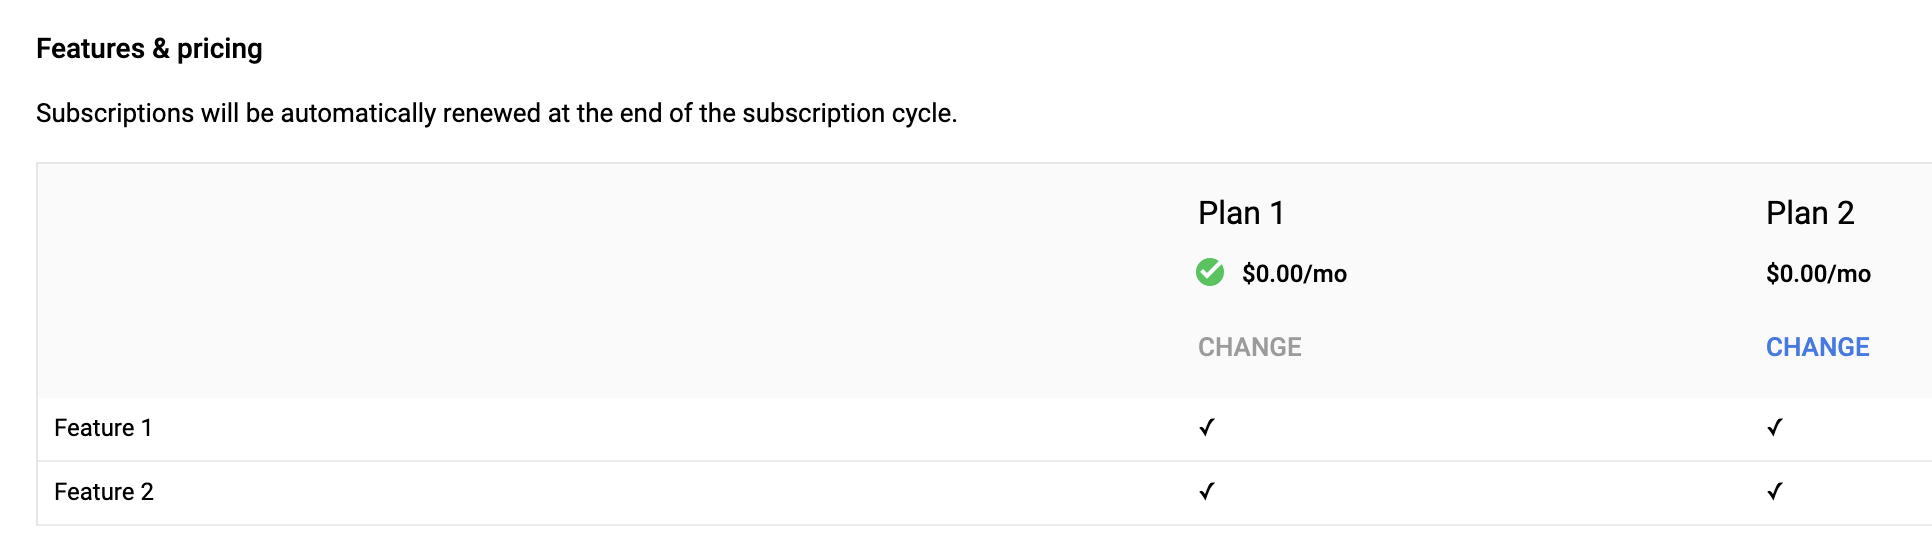 Features & pricing
Subscriptions will be automatically renewed at the end of the subscription cycle.
Plan 1 Plan 2
$0.00/mo $0.00/mo
CHANGE CHANGE
Feature 1 ✓ ✓
Feature 2 ✓ ✓